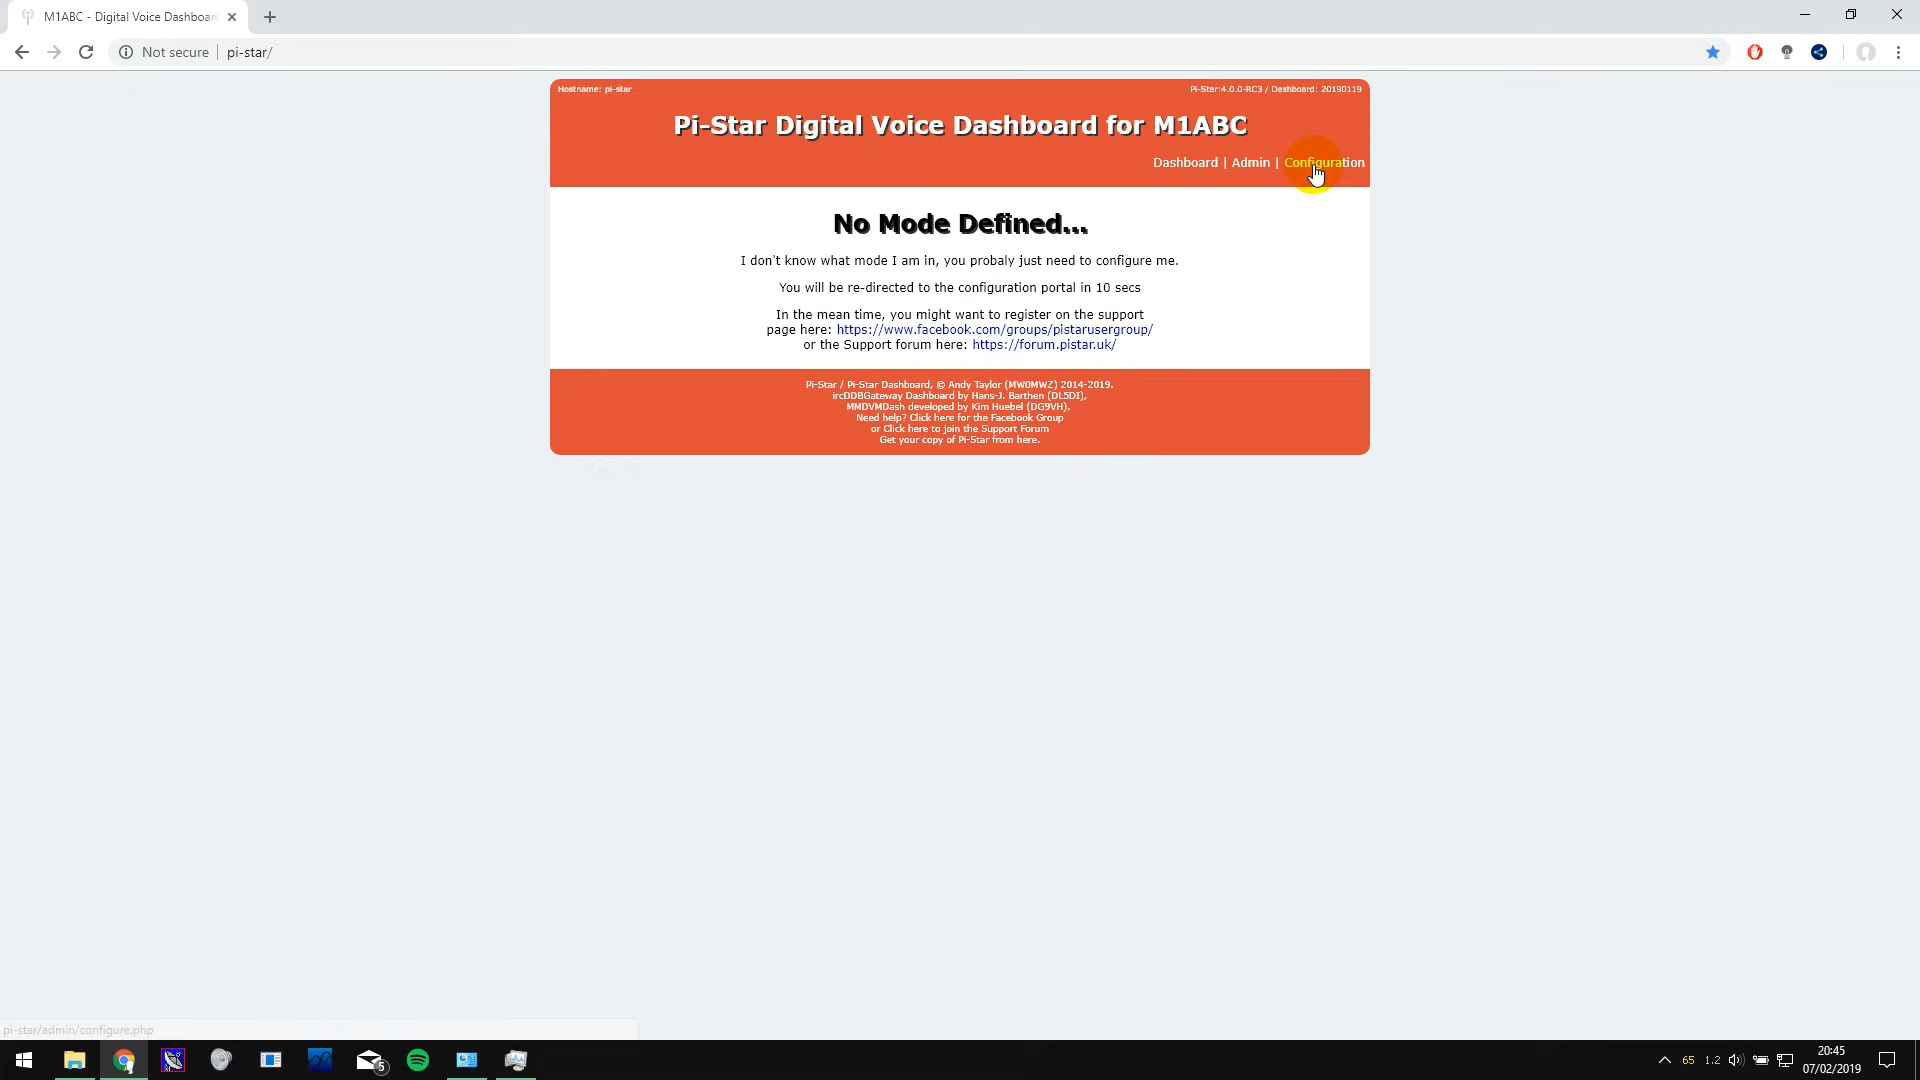 M1ABC - Digital Voice Dashboar
Not secure
pi-star/
Hostname: pi-star
Pi-Star:4.0.0-RC3 / Dashboard: 20190119
Pi-Star Digital Voice Dashboard for M1ABC
Dashboard | Admin | Configuration
No Mode Defined...
I don't know what mode I am in, you probaly just need to configure me.
You will be re-directed to the configuration portal in 10 secs
In the mean time, you might want to register on the support
page here: https://www.facebook.com/groups/pistarusergroup/
or the Support forum here: https://forum.pistar.uk/
Pi-Star / Pi-Star Dashboard, © Andy Taylor (MW0MWZ) 2014-2019.
ircDDBGateway Dashboard by Hans-J. Barthen (DL5DI),
MMDVMDash developed by Kim Huebel (DG9VH),
Need help? Click here for the Facebook Group
or Click here to join the Support Forum
Get your copy of Pi-Star from here.
pi-star/admin/configure.php
5
65
1.2
20:45
07/02/2019